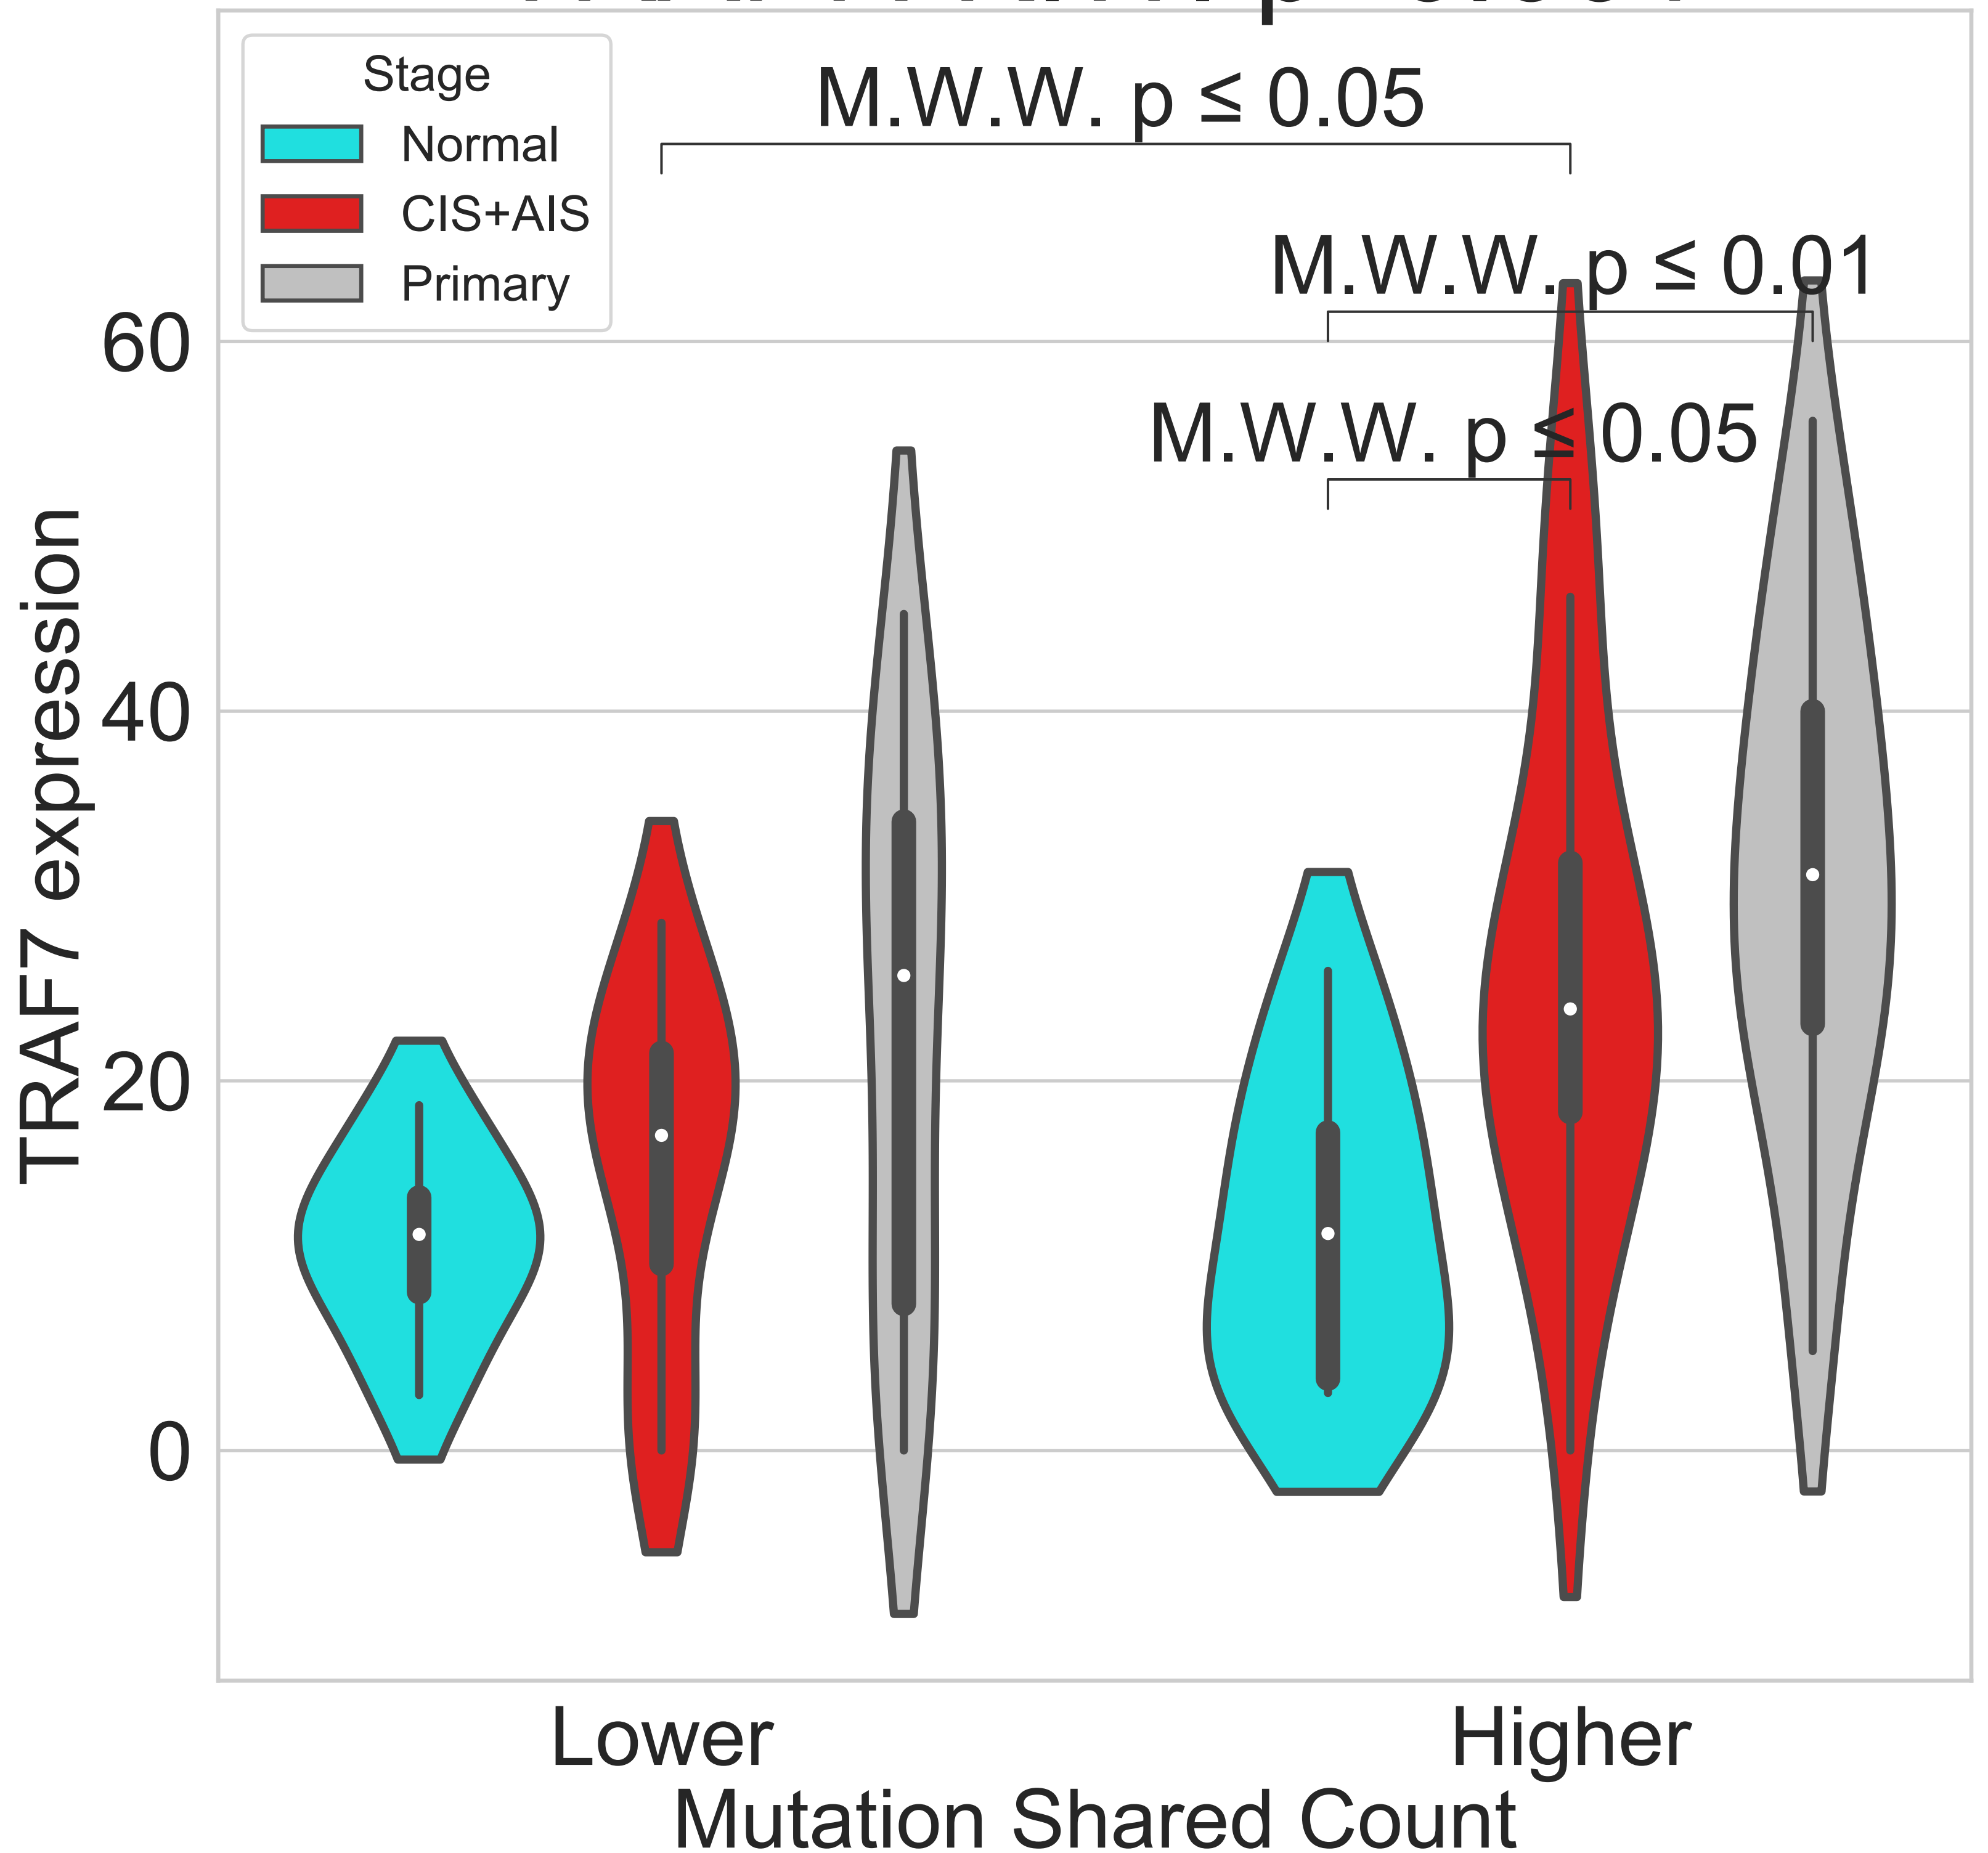 Stage
Normal
CIS+AIS
Primary
M.W.W. p ≤ 0.05
M.W.W. p ≤ 0.01
M.W.W. p ≤ 0.05
60
40
20
0
TRAF7 expression
Lower
Higher
Mutation Shared Count